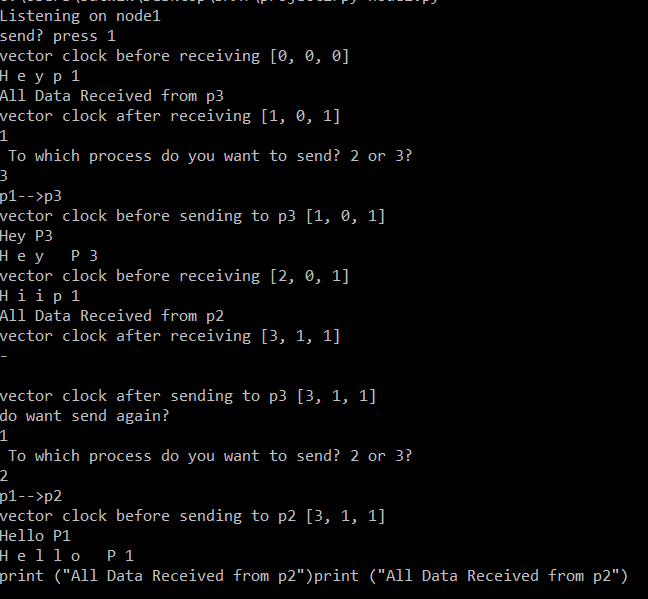 Listening on node1
send? press 1
vector clock before receiving [0, 0, 0]
H e y p 1
All Data Received from p3
vector clock after receiving [1, 0, 1]
1
 To which process do you want to send? 2 or 3?
3
p1-->p3
vector clock before sending to p3 [1, 0, 1]
Hey P3
H e y   P 3
vector clock before receiving [2, 0, 1]
H i i p 1
All Data Received from p2
vector clock after receiving [3, 1, 1]
-
vector clock after sending to p3 [3, 1, 1]
do want send again?
1
 To which process do you want to send? 2 or 3?
2
p1-->p2
vector clock before sending to p2 [3, 1, 1]
Hello P1
H e l l o   P 1
print ("All Data Received from p2")print ("All Data Received from p2")